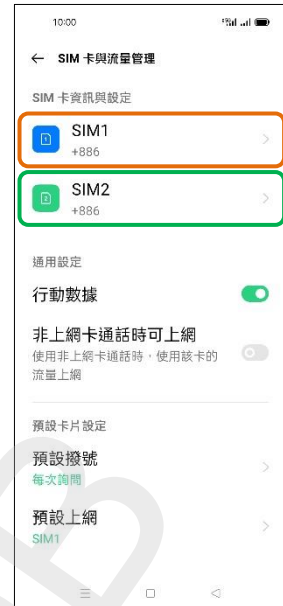 10:00
← SIM 卡與流量管理
SIM 卡資訊與設定
1
SIM1
+886
2
SIM2
+886
通用設定
行動數據
非上網卡通話時可上網
使用非上網卡通話時，使用該卡的
流量上網
預設卡片設定
預設撥號
每次詢問
預設上網
SIM1